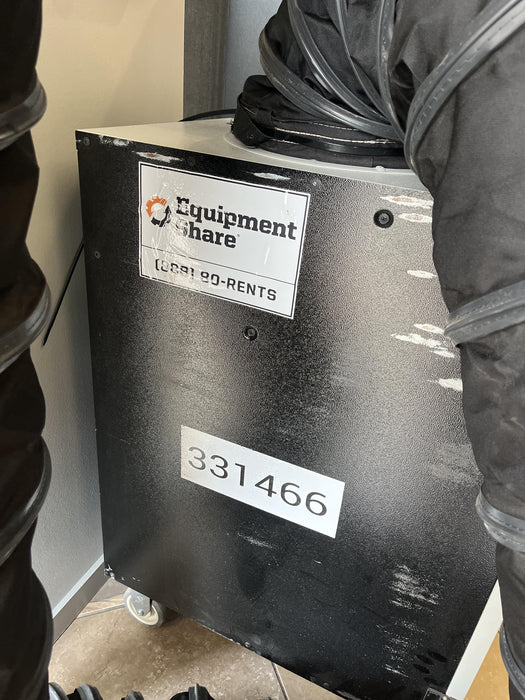 Equipment
Share
(888) 80-RENTS
331466